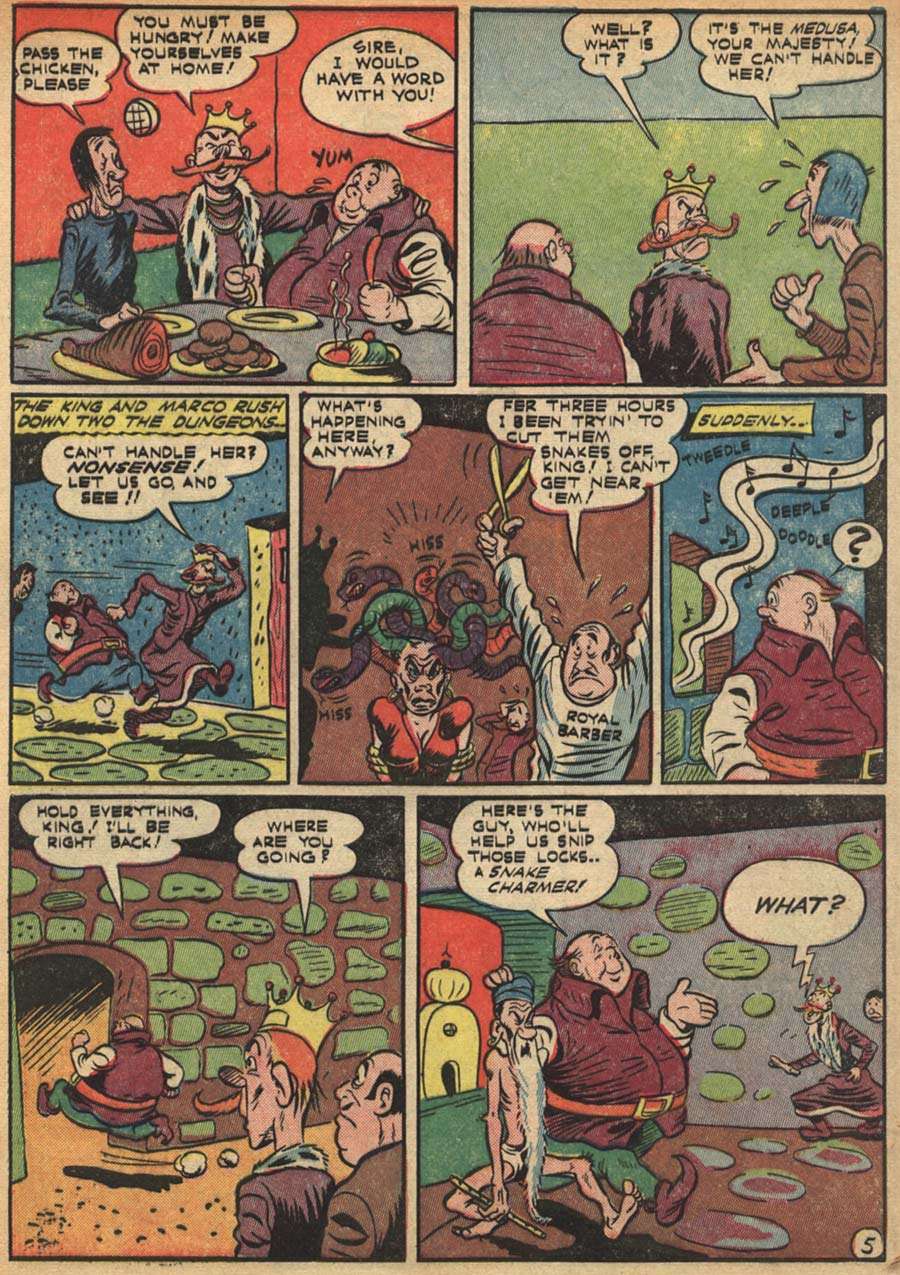 PASS THE
CHICKEN,
PLEASE
YOU MUST BE
HUNGRY! MAKE
YOURSELVES
AT HOME!
SIRE,
I WOULD
HAVE A WORD
WITH YOU!
YUM
WELL?
WHAT IS
IT?
IT'S THE MEDUSA,
YOUR MAJESTY!
WE CAN'T HANDLE
HER!
THE KING AND MARCO RUSH
DOWN TWO THE DUNGEONS...
CAN'T HANDLE HER?
NONSENSE!
LET US GO, AND
SEE!!
WHAT'S
HAPPENING
HERE,
ANYWAY?
FER THREE HOURS
I BEEN TRYIN' TO
CUT THEM
SNAKES OFF,
KING! I CAN'T
GET NEAR
'EM!
HISS
HISS
ROYAL
BARBER
SUDDENLY...
TWEEDLE
DEEPLE
DOODLE
?
HOLD EVERYTHING,
KING! I'LL BE
RIGHT BACK!
WHERE
ARE YOU
GOING?
HERE'S THE
GUY, WHO'LL
HELP US SNIP
THOSE LOCKS..
A SNAKE
CHARMER!
WHAT?
5